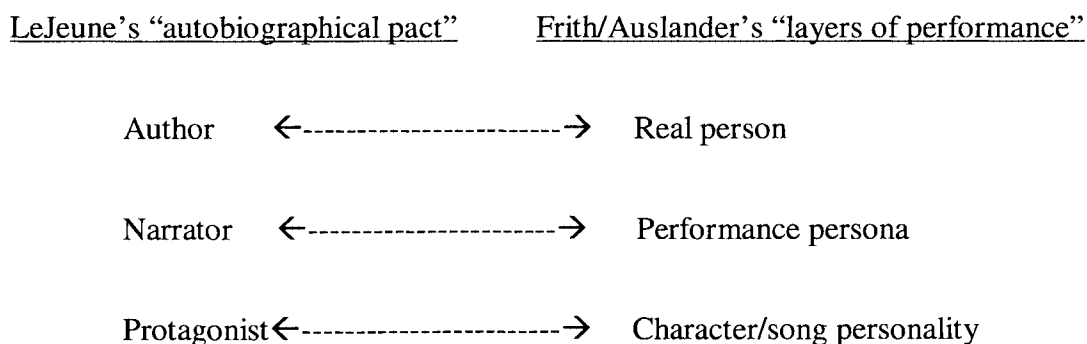 LeJeune's “autobiographical pact” Frith/Auslander's “layers of performance”
Author ←-----------------------→ Real person
Narrator ←-----------------------→ Performance persona
Protagonist←-----------------------→ Character/song personality